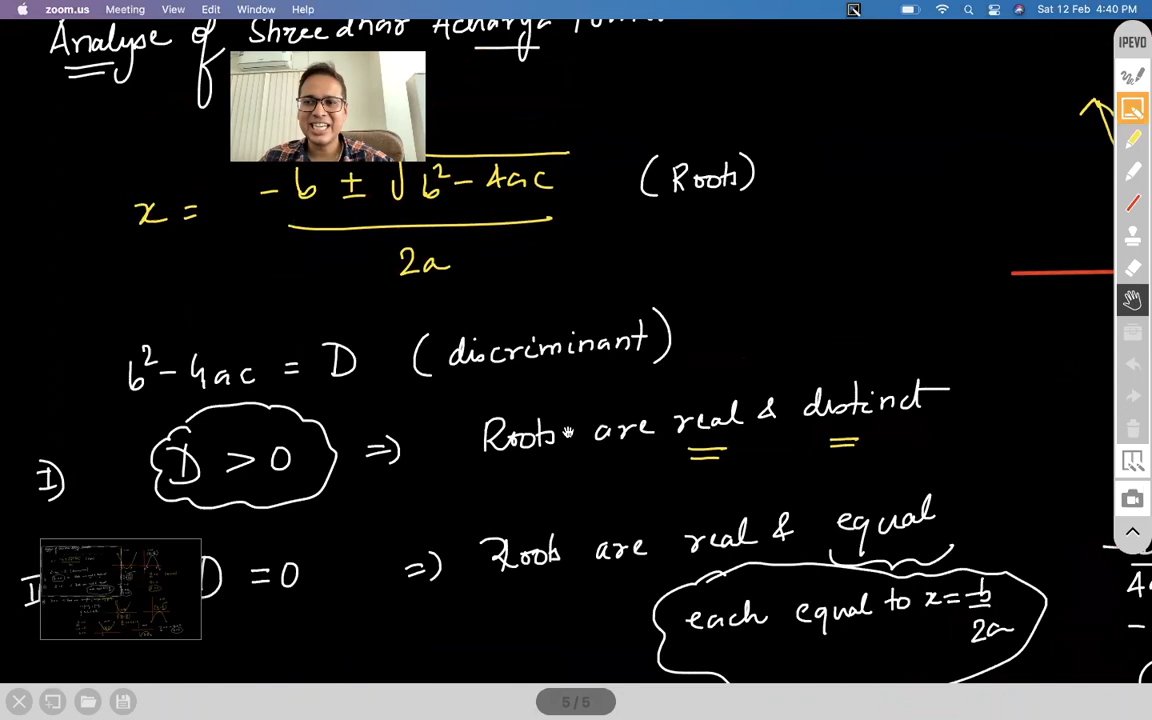 zoom.us Meeting View Edit Window Help Sat 12 Feb 4:40 PM
IPEVO
Analyse of Shreedhar Acharya
x = -b ± √b²-4ac / 2a (Roots)
b²-4ac = D (discriminant)
I) D > 0 ⇒ Roots are real & distinct
D = 0 ⇒ Roots are real & equal
each equal to x = -b/2a
5 / 5